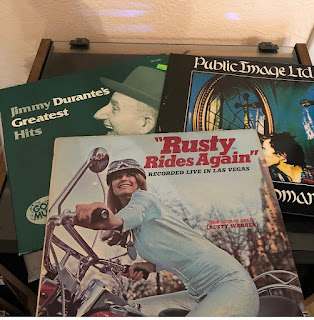 Jimmy Durante's
Greatest
Hits
Public Image Ltd
"Rusty
Rides Again"
RECORDED LIVE IN LAS VEGAS
(RUSTY WARREN)